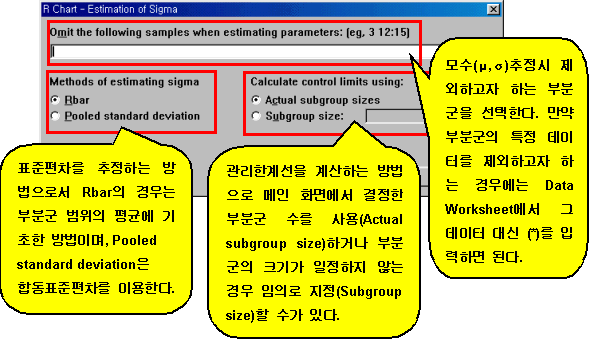 R Chart - Estimation of Sigma
Omit the following samples when estimating parameters: (eg, 3 12:15)
Methods of estimating sigma
Rbar
Pooled standard deviation
Calculate control limits using:
Actual subgroup sizes
Subgroup size:
모수(μ,σ)추정시 제
외하고자 하는 부분
군을 선택한다. 만약
부분군의 특정 데이
터를 제외하고자 하
는 경우에는 Data
Worksheet에서 그
데이터 대신 (*)를 입
력하면 된다.
표준편차를 추정하는 방
법으로서 Rbar의 경우는
부분군 범위의 평균에 기
초한 방법이며, Pooled
standard deviation은
합동표준편차를 이용한다.
관리한계선을 계산하는 방법
으로 메인 화면에서 결정한
부분군 수를 사용(Actual
subgroup size)하거나 부분
군의 크기가 일정하지 않는
경우 임의로 지정(Subgroup
size)할 수가 있다.